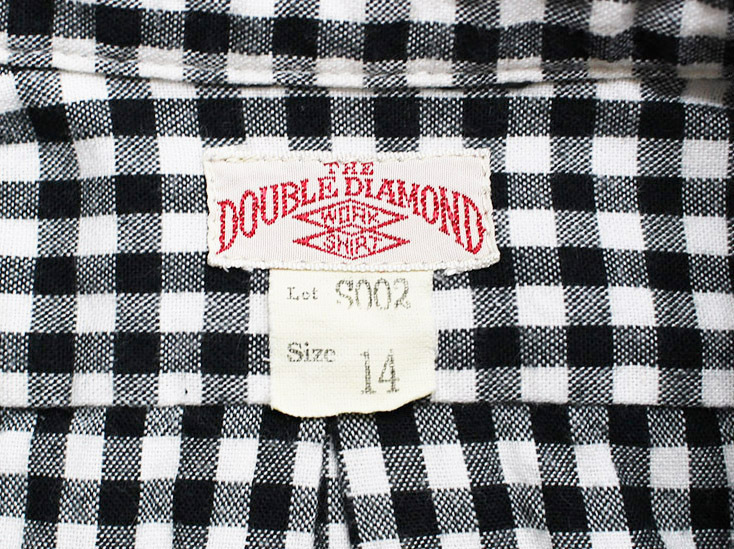 THE
DOUBLE DIAMOND
WORK
SHIRT
Lot S002
Size 14